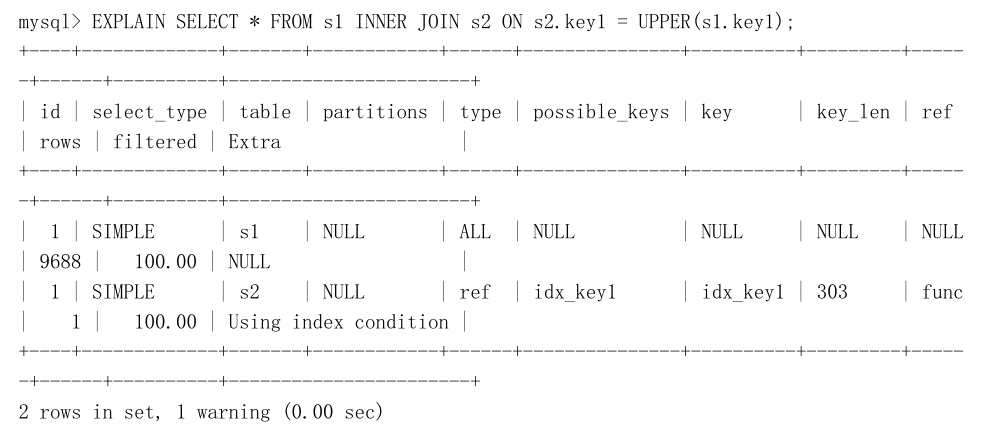 mysql> EXPLAIN SELECT * FROM s1 INNER JOIN s2 ON s2.key1 = UPPER(s1.key1);
+----+-------------+-------+------------+------+---------------+----------+---------+-----
-+------+----------+-----------------------+
| id | select_type | table | partitions | type | possible_keys | key      | key_len | ref
| rows | filtered | Extra                 |
+----+-------------+-------+------------+------+---------------+----------+---------+-----
-+------+----------+-----------------------+
|  1 | SIMPLE      | s1    | NULL       | ALL  | NULL          | NULL     | NULL    | NULL
| 9688 |   100.00 | NULL                  |
|  1 | SIMPLE      | s2    | NULL       | ref  | idx_key1      | idx_key1 | 303     | func
|    1 |   100.00 | Using index condition |
+----+-------------+-------+------------+------+---------------+----------+---------+-----
-+------+----------+-----------------------+
2 rows in set, 1 warning (0.00 sec)